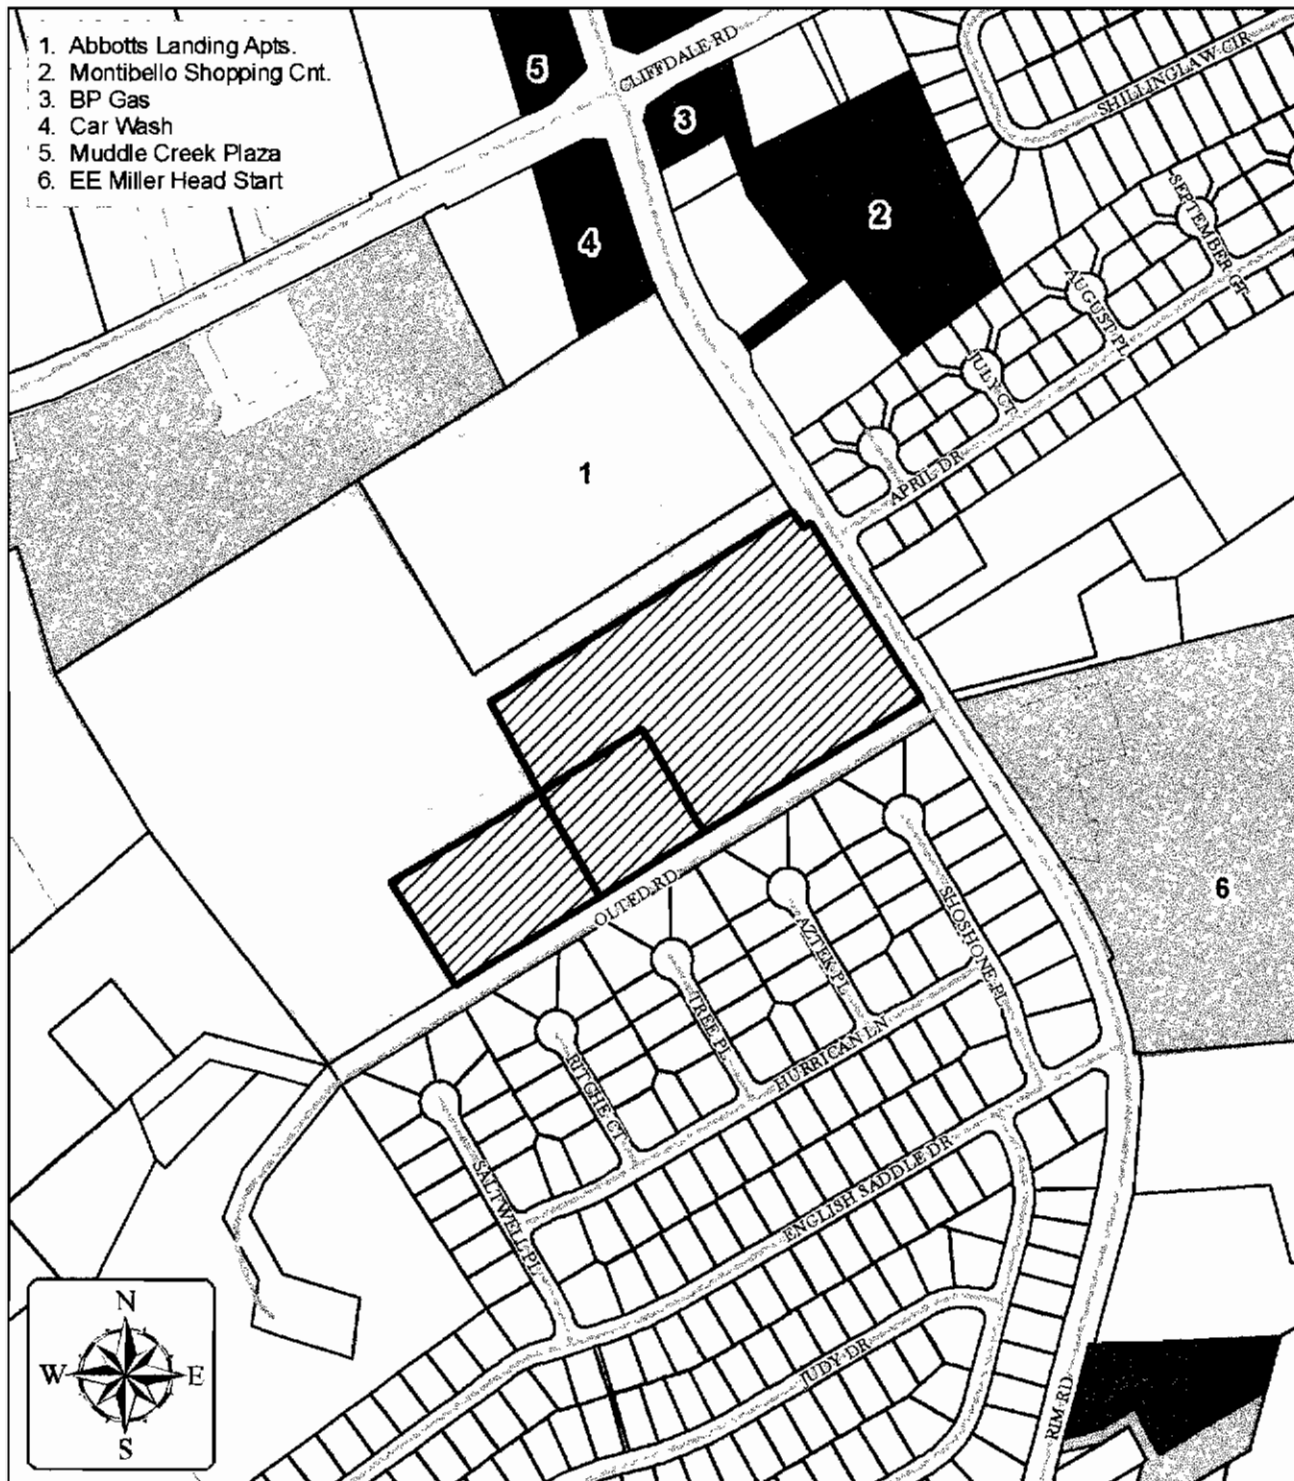 1. Abbotts Landing Apts.
2. Montibello Shopping Cnt.
3. BP Gas
4. Car Wash
5. Muddle Creek Plaza
6. EE Miller Head Start
5
CLIFFDALE RD
SHILLINGLAW CIR
3
2
4
SEPTEMBER CT
AUGUST PL
JULY CT
APRIL DR
1
6
OLTED RD
SHOSHONE PL
AZTEK PL
TREE PL
HURRICAN LN
RITCHE CT
SALTWELL PL
ENGLISH SADDLE DR
JUDY DR
RIM RD
N
W E
S